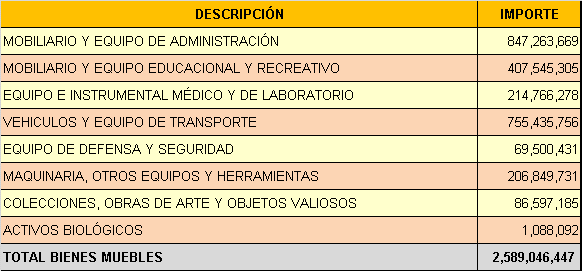 DESCRIPCIÓN IMPORTE
MOBILIARIO Y EQUIPO DE ADMINISTRACIÓN 847,263,669
MOBILIARIO Y EQUIPO EDUCACIONAL Y RECREATIVO 407,545,305
EQUIPO E INSTRUMENTAL MÉDICO Y DE LABORATORIO 214,766,278
VEHICULOS Y EQUIPO DE TRANSPORTE 755,435,756
EQUIPO DE DEFENSA Y SEGURIDAD 69,500,431
MAQUINARIA, OTROS EQUIPOS Y HERRAMIENTAS 206,849,731
COLECCIONES, OBRAS DE ARTE Y OBJETOS VALIOSOS 86,597,185
ACTIVOS BIOLÓGICOS 1,088,092
TOTAL BIENES MUEBLES 2,589,046,447